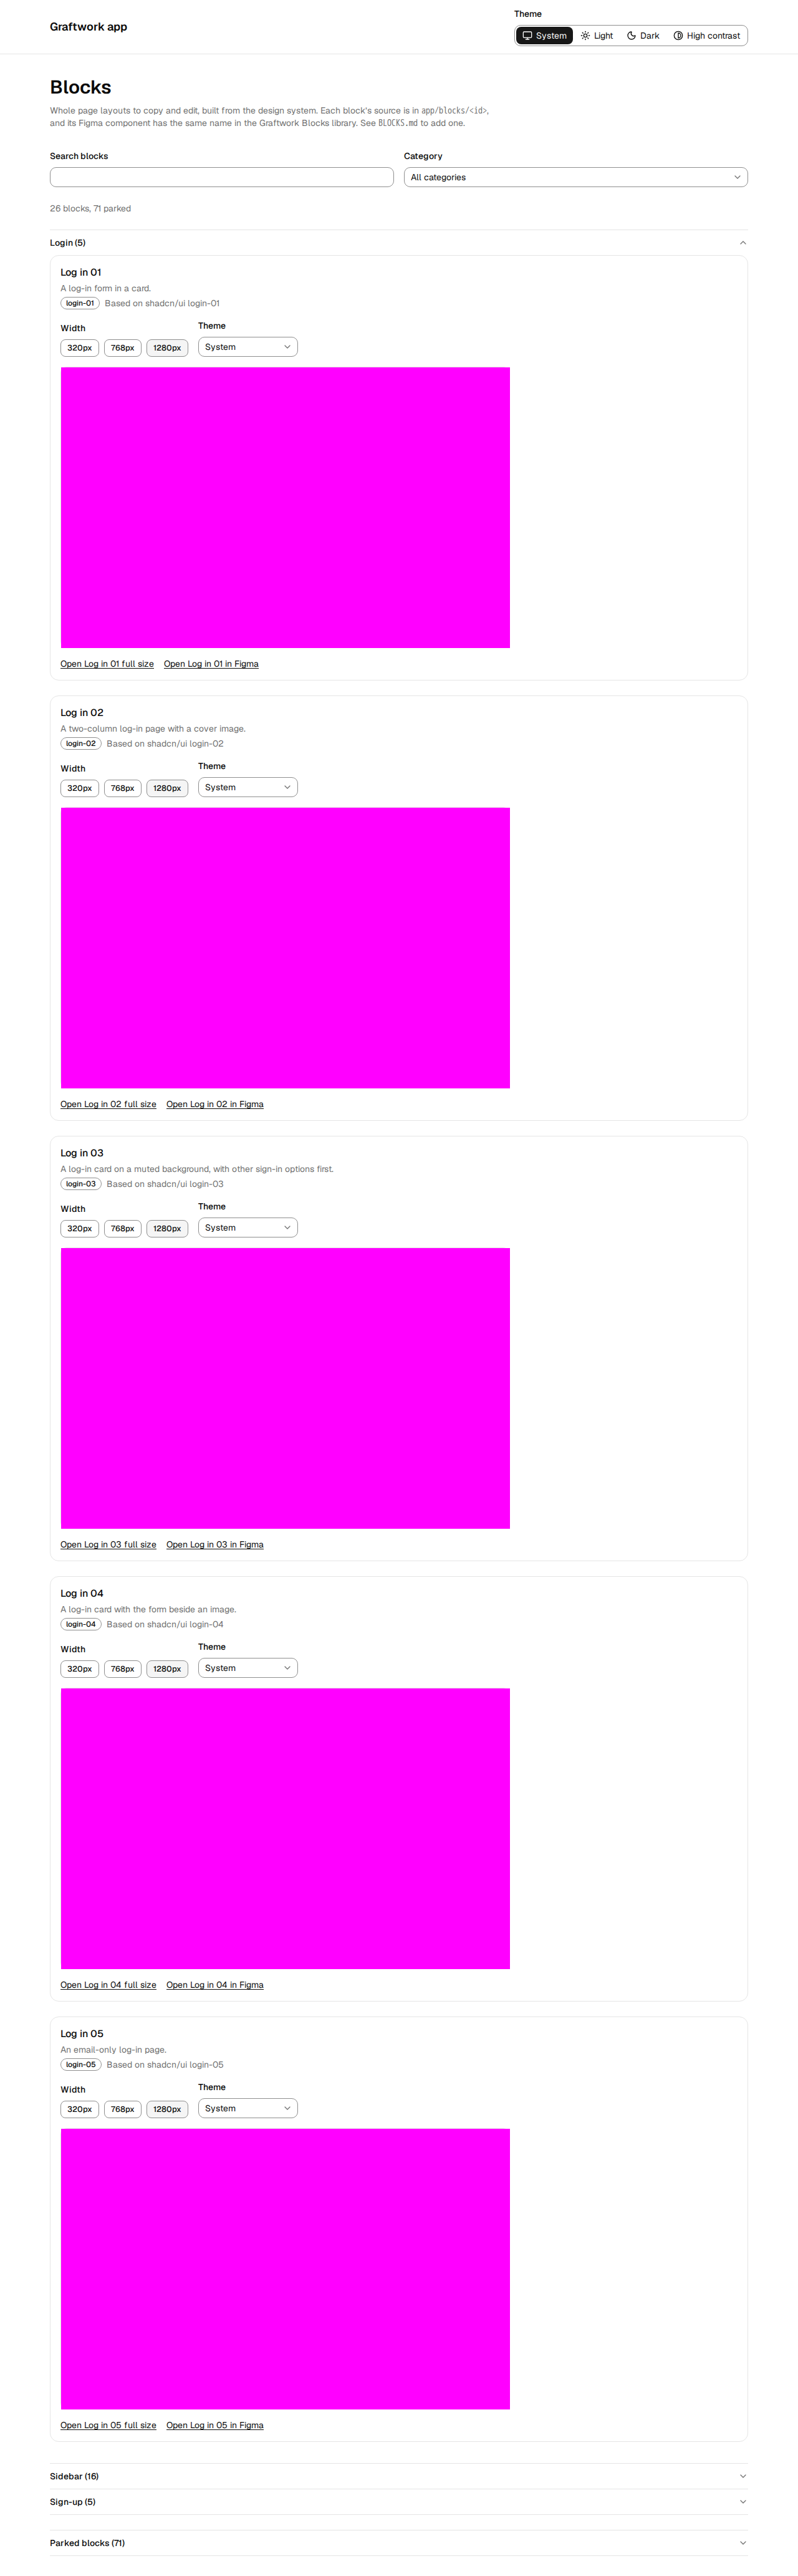 Graftwork app
Theme
System Light Dark High contrast
Blocks
Whole page layouts to copy and edit, built from the design system. Each block's source is in app/blocks/<id>,
and its Figma component has the same name in the Graftwork Blocks library. See BLOCKS.md to add one.
Search blocks Category
All categories
26 blocks, 71 parked
Login (5)
Log in 01
A log-in form in a card.
login-01 Based on shadcn/ui login-01
Width Theme
320px 768px 1280px System
Open Log in 01 full size Open Log in 01 in Figma
Log in 02
A two-column log-in page with a cover image.
login-02 Based on shadcn/ui login-02
Width Theme
320px 768px 1280px System
Open Log in 02 full size Open Log in 02 in Figma
Log in 03
A log-in card on a muted background, with other sign-in options first.
login-03 Based on shadcn/ui login-03
Width Theme
320px 768px 1280px System
Open Log in 03 full size Open Log in 03 in Figma
Log in 04
A log-in card with the form beside an image.
login-04 Based on shadcn/ui login-04
Width Theme
320px 768px 1280px System
Open Log in 04 full size Open Log in 04 in Figma
Log in 05
An email-only log-in page.
login-05 Based on shadcn/ui login-05
Width Theme
320px 768px 1280px System
Open Log in 05 full size Open Log in 05 in Figma
Sidebar (16)
Sign-up (5)
Parked blocks (71)